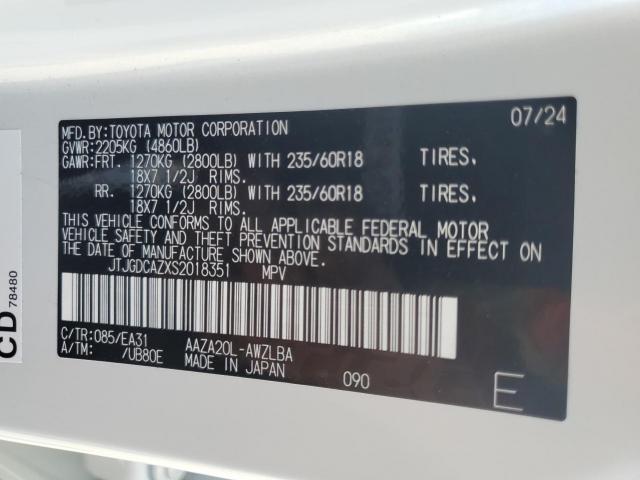 07/24
MFD.BY:TOYOTA MOTOR CORPORATION
GVWR:2205KG (4860LB)
GAWR:FRT. 1270KG (2800LB) WITH 235/60R18 TIRES,
18X7 1/2J RIMS.
RR. 1270KG (2800LB) WITH 235/60R18 TIRES,
18X7 1/2J RIMS.
THIS VEHICLE CONFORMS TO ALL APPLICABLE FEDERAL MOTOR
VEHICLE SAFETY AND THEFT PREVENTION STANDARDS IN EFFECT ON
THE DATE OF MANUFACTURE SHOWN ABOVE.
JTJGDCAZXS2018351 MPV
C/TR:085/EA31 AAZA20L-AWZLBA
A/TM: /UB80E MADE IN JAPAN
090
E
CD
78480